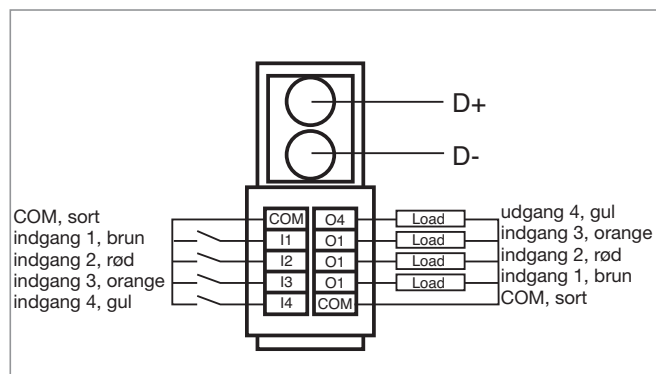 D+
D-
COM, sort
indgang 1, brun
indgang 2, rød
indgang 3, orange
indgang 4, gul
COM
I1
I2
I3
I4
O4
O1
O1
O1
COM
Load
Load
Load
Load
udgang 4, gul
indgang 3, orange
indgang 2, rød
indgang 1, brun
COM, sort